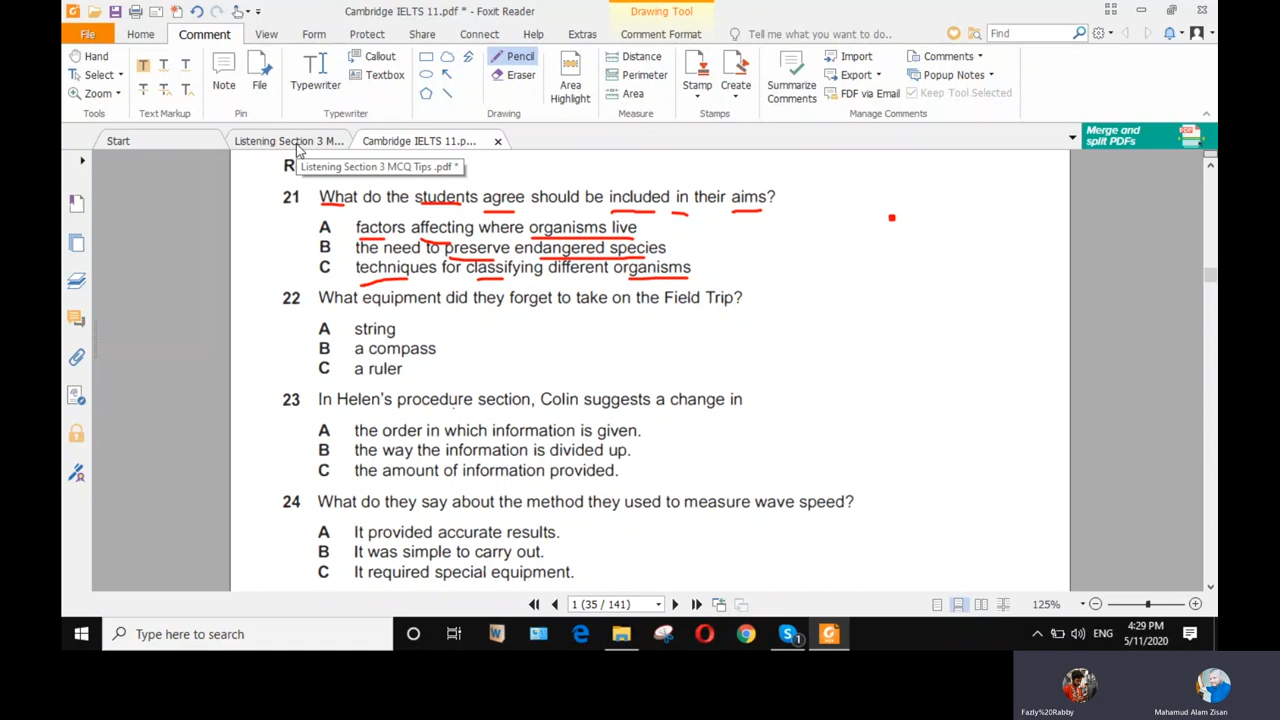 Cambridge IELTS 11.pdf * - Foxit Reader
Drawing Tool
File Home Comment View Form Protect Share Connect Help Extras Comment Format Tell me what you want to do... Find
Hand
Select
Zoom
Tools
Text Markup
Note
File
Pin
Typewriter
Callout
Textbox
Typewriter
Pencil
Eraser
Drawing
Area
Highlight
Distance
Perimeter
Area
Measure
Stamp
Create
Stamps
Summarize
Comments
Import
Export
FDF via Email
Comments
Popup Notes
Keep Tool Selected
Manage Comments
Start
Listening Section 3 M...
Cambridge IELTS 11.p...
Merge and
split PDFs
Listening Section 3 MCQ Tips .pdf *
R
21 What do the students agree should be included in their aims?
A factors affecting where organisms live
B the need to preserve endangered species
C techniques for classifying different organisms
22 What equipment did they forget to take on the Field Trip?
A string
B a compass
C a ruler
23 In Helen's procedure section, Colin suggests a change in
A the order in which information is given.
B the way the information is divided up.
C the amount of information provided.
24 What do they say about the method they used to measure wave speed?
A It provided accurate results.
B It was simple to carry out.
C It required special equipment.
1 (35 / 141)
125%
Type here to search
ENG
4:29 PM
5/11/2020
Fazly%20Rabby
Mahamud Alam Zisan